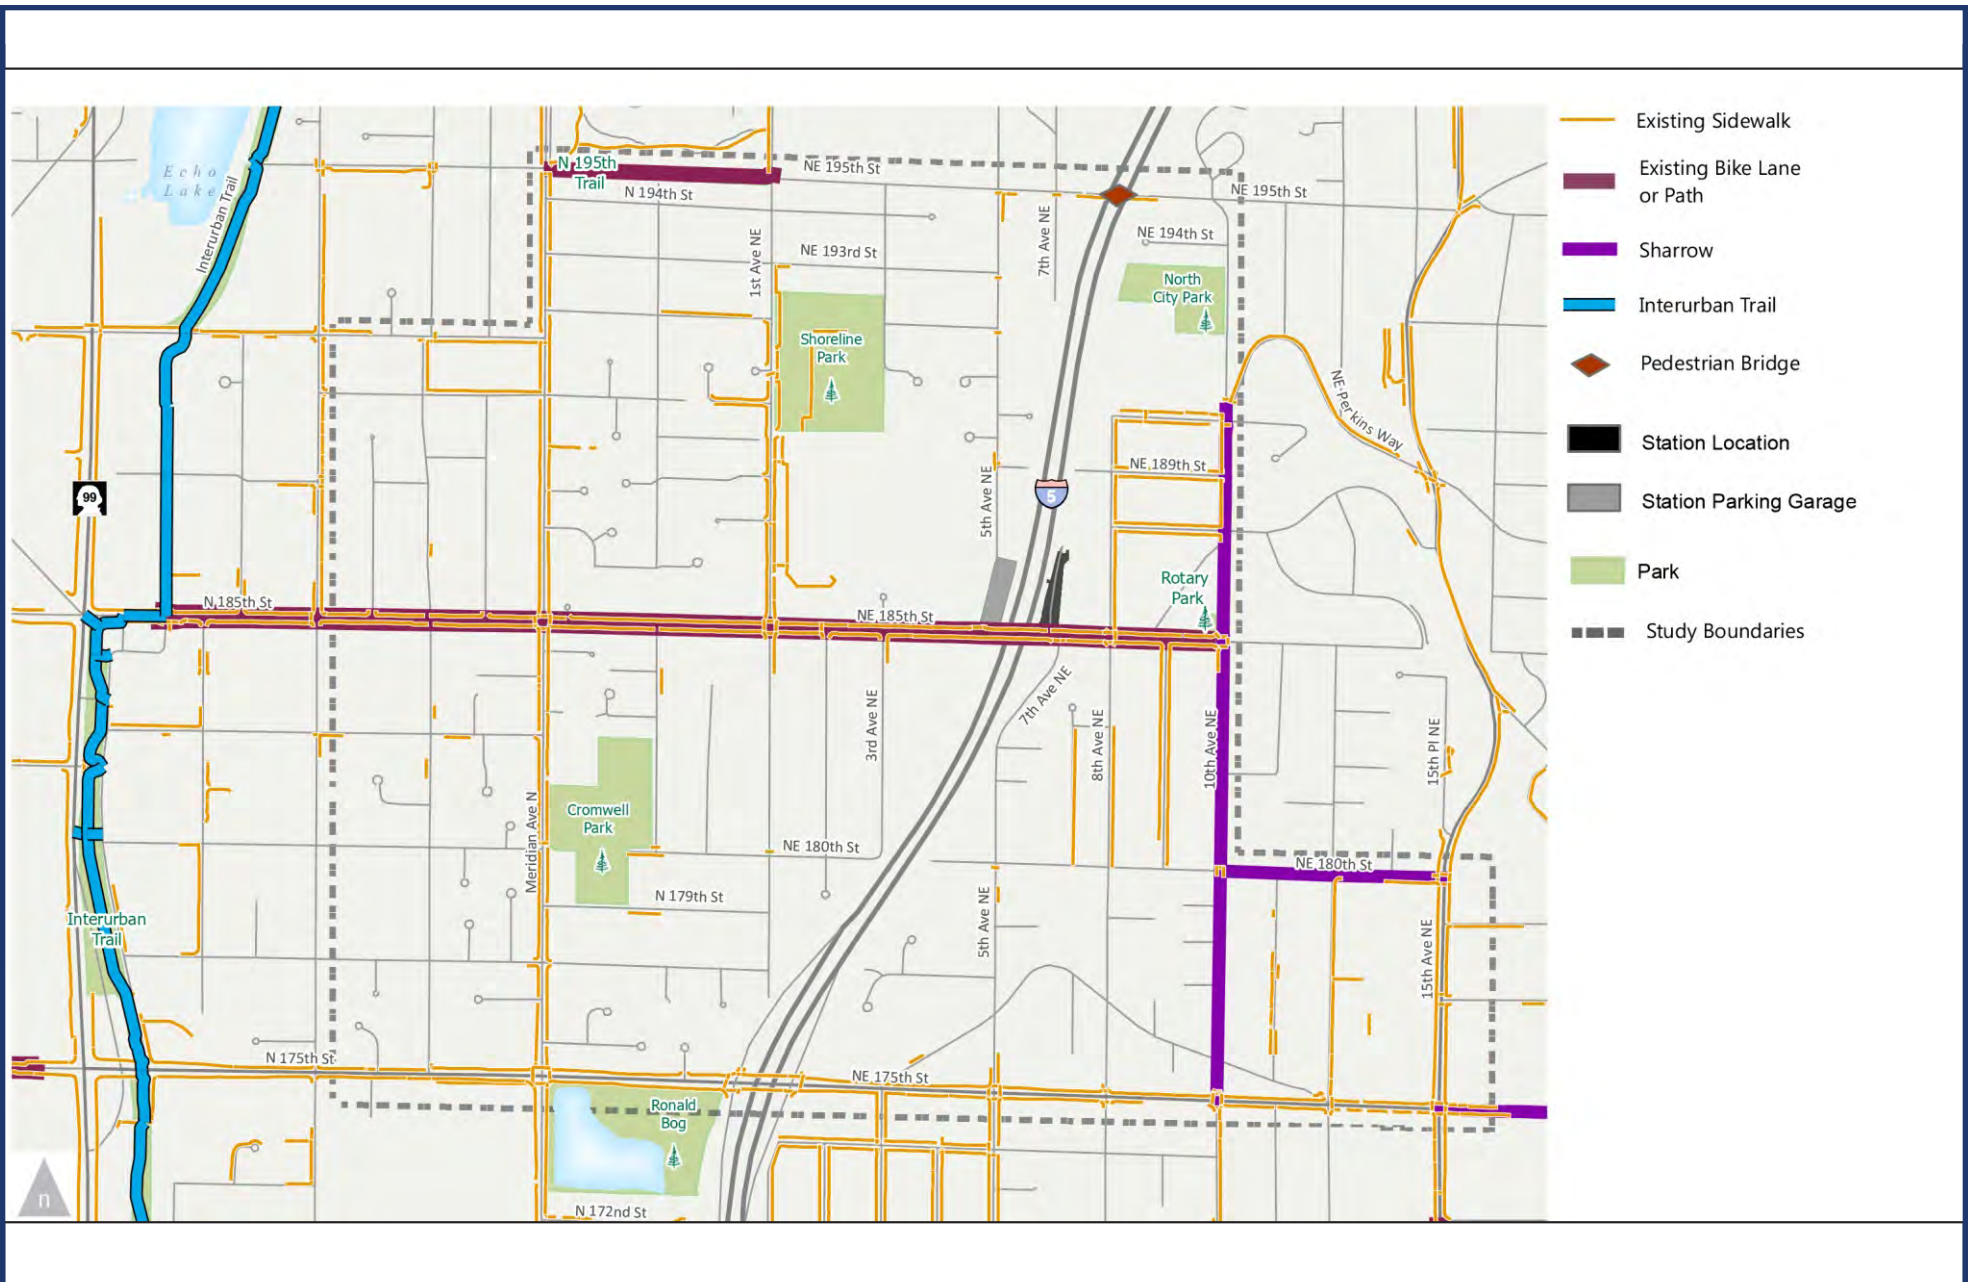 Echo
Lake
Interurban Trail
N 195th
Trail
NE 195th St
NE 195th St
N 194th St
NE 194th St
NE 193rd St
1st Ave NE
7th Ave NE
North
City Park
Shoreline
Park
NE Perkins Way
99
5
NE 189th St
5th Ave NE
Rotary
Park
N 185th St
NE 185th St
7th Ave NE
3rd Ave NE
8th Ave NE
10th Ave NE
15th Pl NE
Meridian Ave N
Cromwell
Park
NE 180th St
NE 180th St
N 179th St
5th Ave NE
15th Ave NE
Interurban
Trail
N 175th St
NE 175th St
Ronald
Bog
N 172nd St
n
Existing Sidewalk
Existing Bike Lane
or Path
Sharrow
Interurban Trail
Pedestrian Bridge
Station Location
Station Parking Garage
Park
Study Boundaries